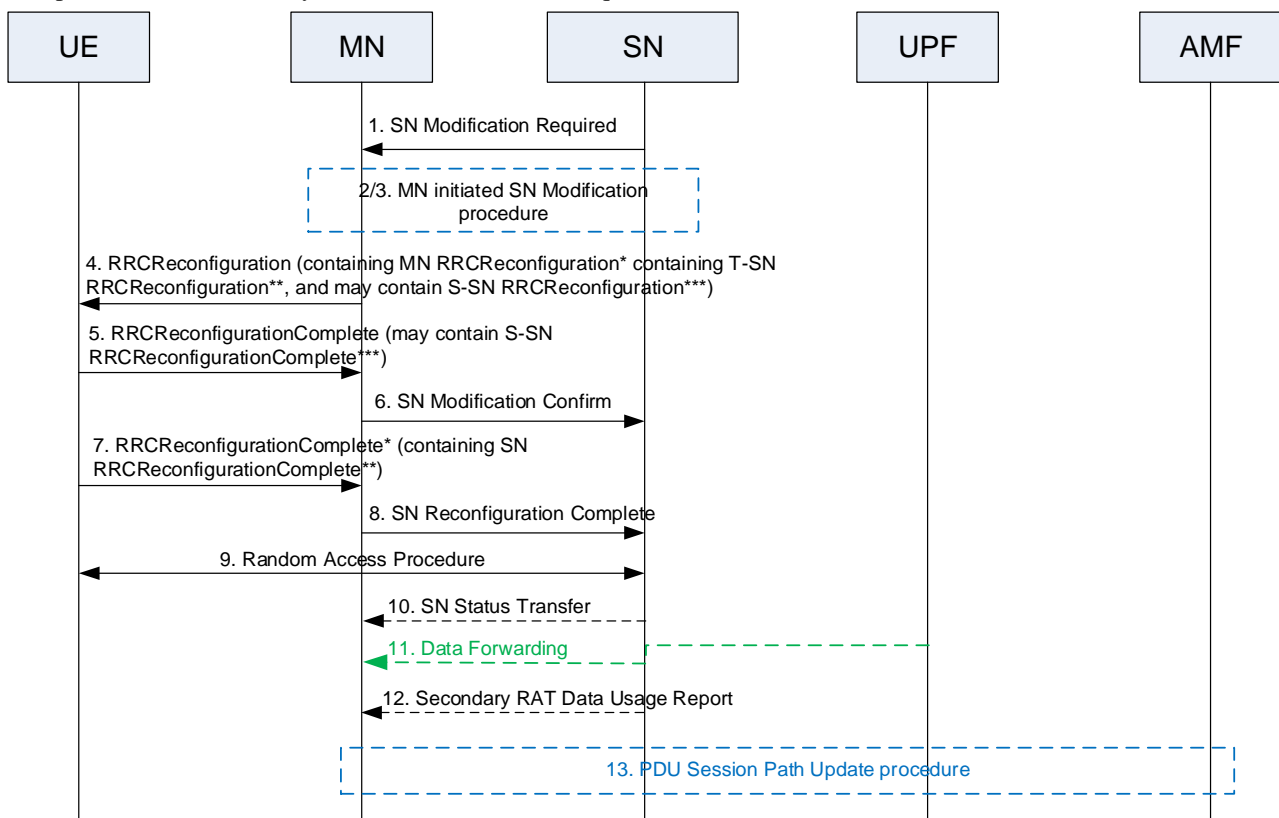 UE
MN
SN
UPF
AMF
1. SN Modification Required
2/3. MN initiated SN Modification
procedure
4. RRCReconfiguration (containing MN RRCReconfiguration* containing T-SN
RRCReconfiguration**, and may contain S-SN RRCReconfiguration***)
5. RRCReconfigurationComplete (may contain S-SN
RRCReconfigurationComplete***)
6. SN Modification Confirm
7. RRCReconfigurationComplete* (containing SN
RRCReconfigurationComplete**)
8. SN Reconfiguration Complete
9. Random Access Procedure
10. SN Status Transfer
11. Data Forwarding
12. Secondary RAT Data Usage Report
13. PDU Session Path Update procedure